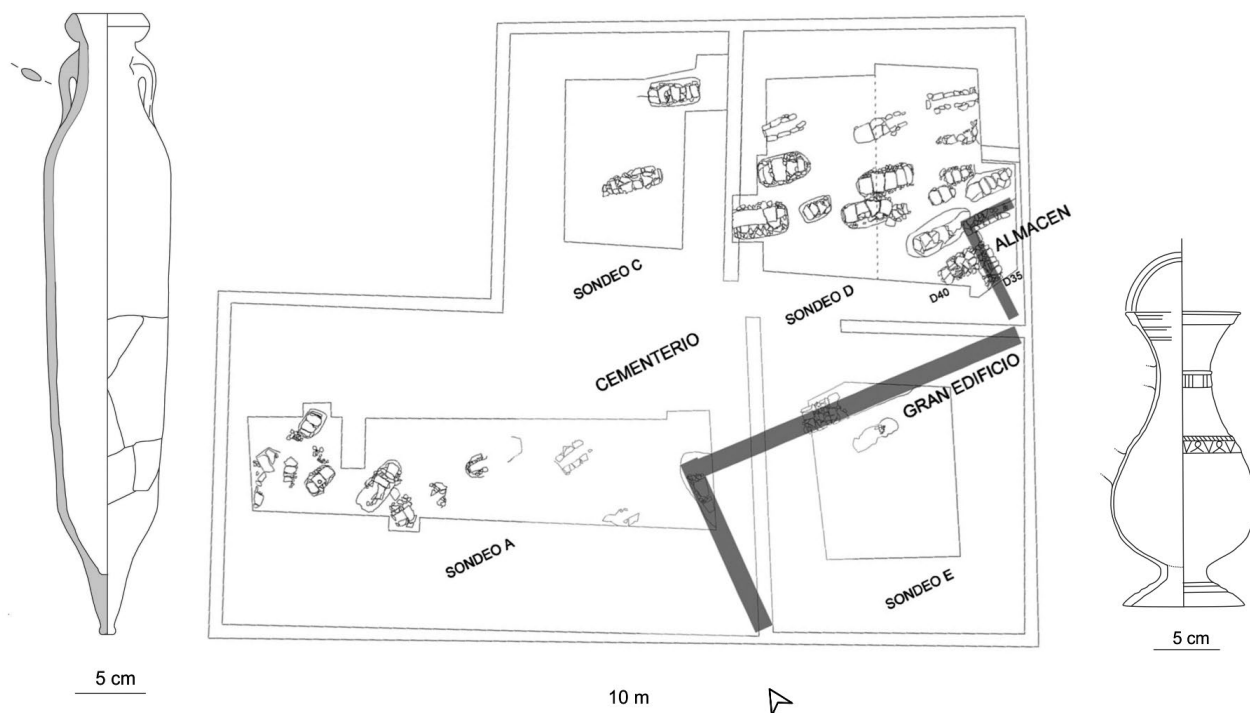 SONDEO C
ALMACEN
D40
D35
SONDEO D
CEMENTERIO
GRAN EDIFICIO
SONDEO A
SONDEO E
5 cm
10 m
5 cm